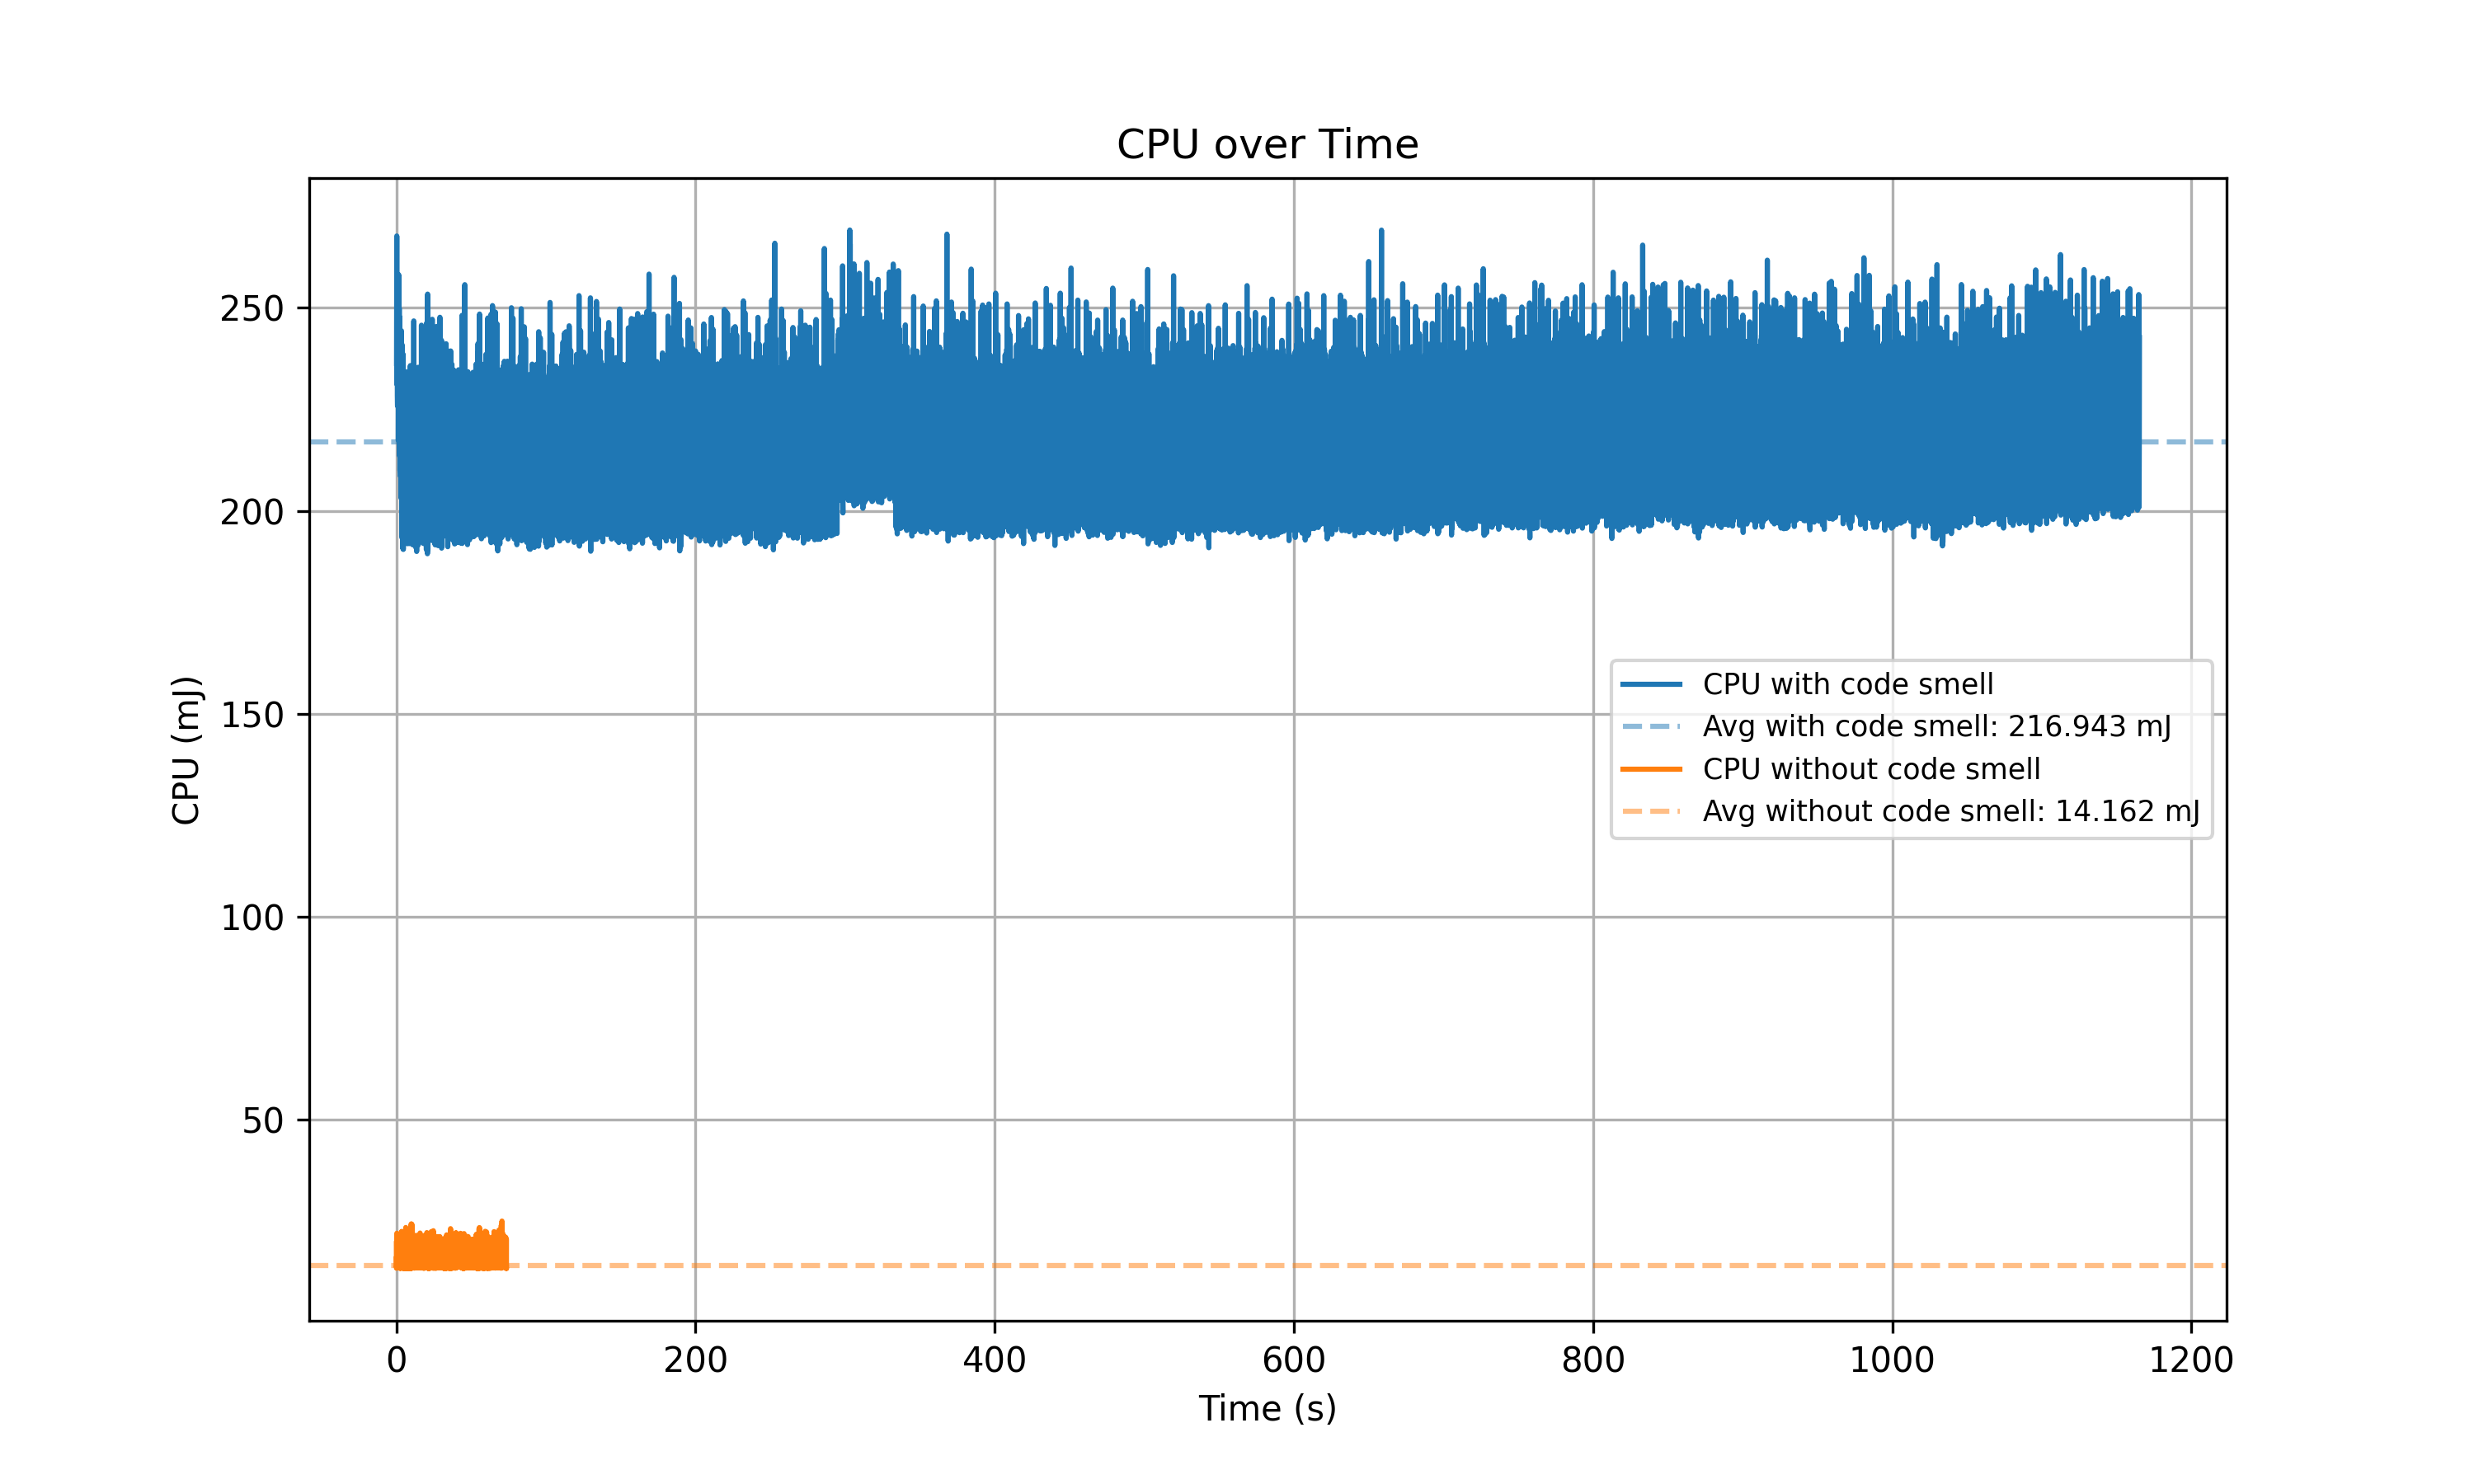 CPU over Time
CPU (mJ)
250
200
150
100
50
CPU with code smell
Avg with code smell: 216.943 mJ
CPU without code smell
Avg without code smell: 14.162 mJ
0 200 400 600 800 1000 1200
Time (s)